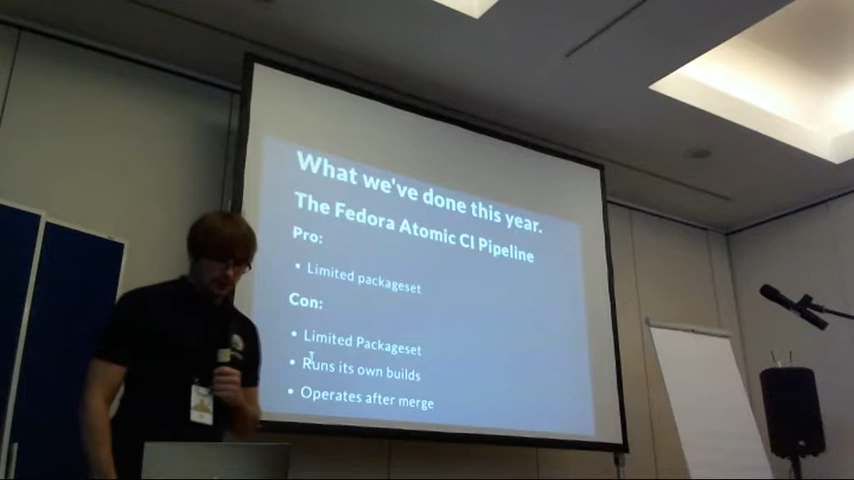 What we've done this year.
The Fedora Atomic CI Pipeline
Pro:
• Limited packageset
Con:
• Limited Packageset
• Runs its own builds
• Operates after merge